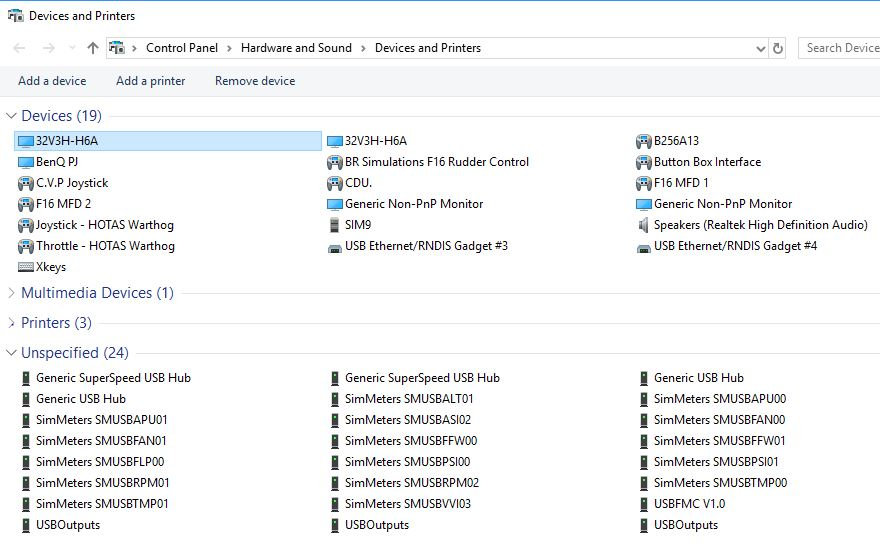 Devices and Printers
Control Panel > Hardware and Sound > Devices and Printers Search Device
Add a device Add a printer Remove device
Devices (19)
32V3H-H6A 32V3H-H6A B256A13
BenQ PJ BR Simulations F16 Rudder Control Button Box Interface
C.V.P Joystick CDU. F16 MFD 1
F16 MFD 2 Generic Non-PnP Monitor Generic Non-PnP Monitor
Joystick - HOTAS Warthog SIM9 Speakers (Realtek High Definition Audio)
Throttle - HOTAS Warthog USB Ethernet/RNDIS Gadget #3 USB Ethernet/RNDIS Gadget #4
Xkeys
Multimedia Devices (1)
Printers (3)
Unspecified (24)
Generic SuperSpeed USB Hub Generic SuperSpeed USB Hub Generic USB Hub
Generic USB Hub SimMeters SMUSBALT01 SimMeters SMUSBAPU00
SimMeters SMUSBAPU01 SimMeters SMUSBASI02 SimMeters SMUSBFAN00
SimMeters SMUSBFAN01 SimMeters SMUSBFFW00 SimMeters SMUSBFFW01
SimMeters SMUSBFLP00 SimMeters SMUSBPSI00 SimMeters SMUSBPSI01
SimMeters SMUSBRPM01 SimMeters SMUSBRPM02 SimMeters SMUSBTMP00
SimMeters SMUSBTMP01 SimMeters SMUSBVVI03 USBFMC V1.0
USBOutputs USBOutputs USBOutputs